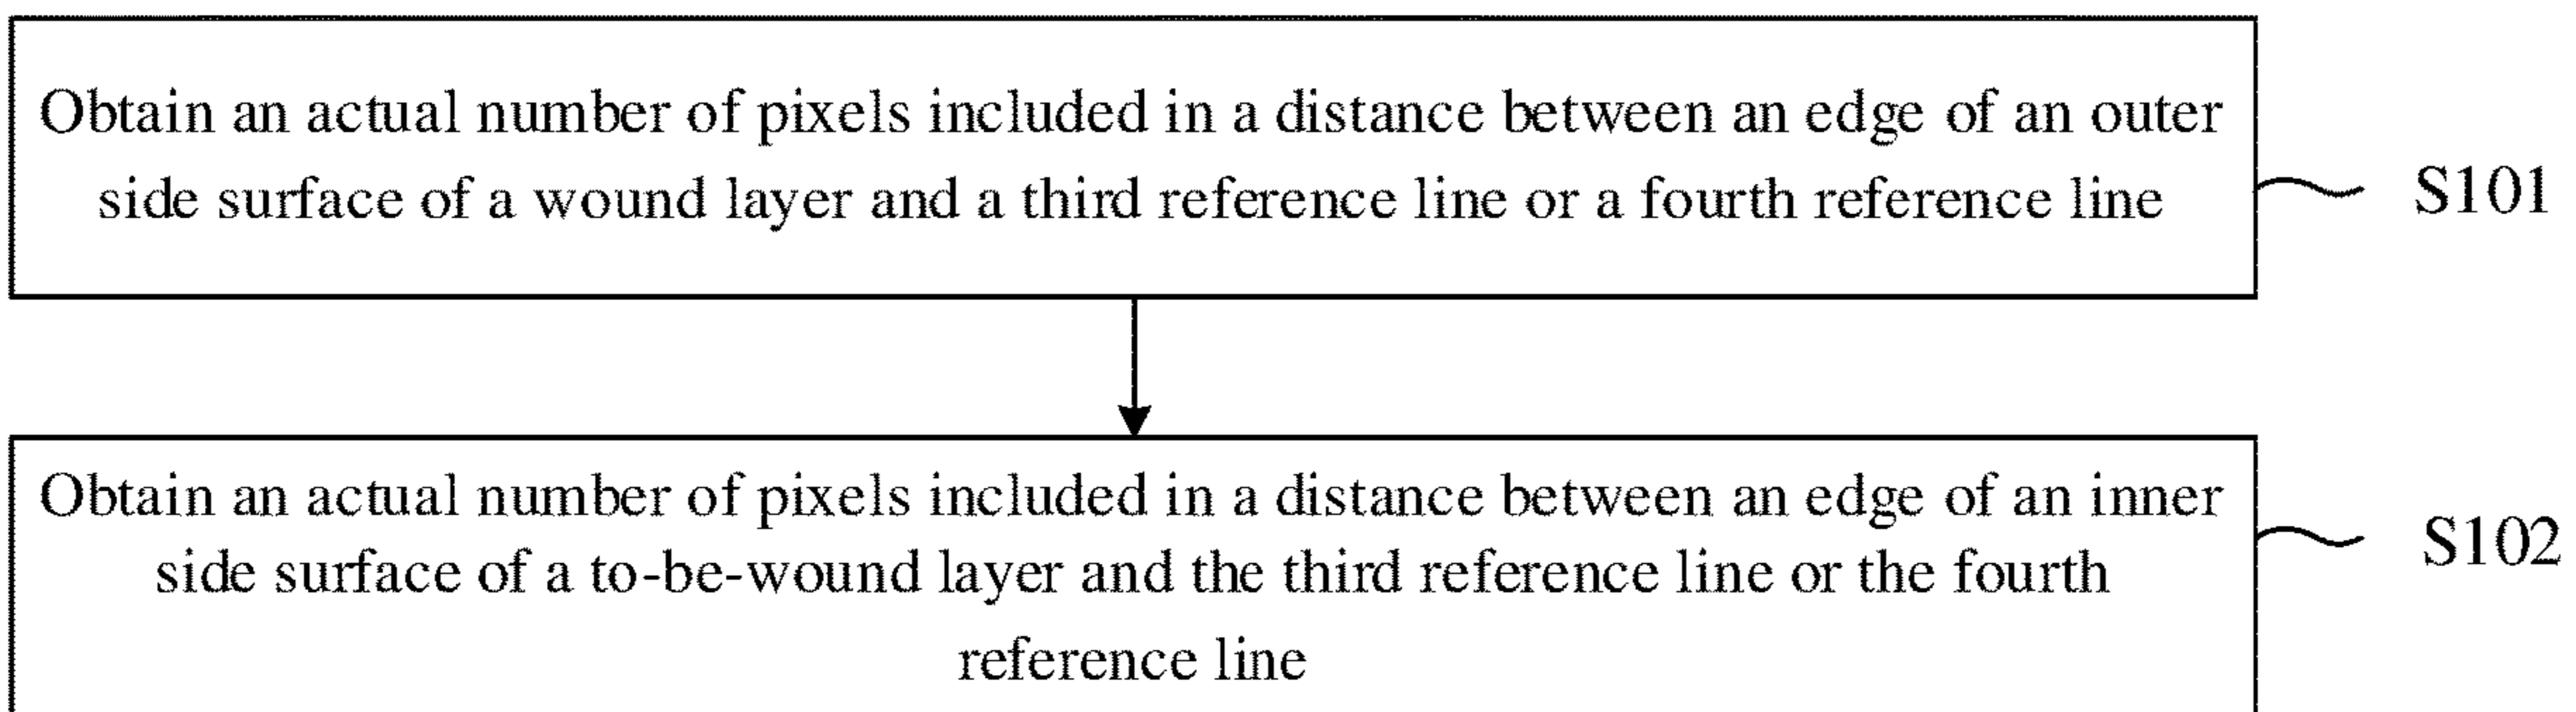 Obtain an actual number of pixels included in a distance between an edge of an outer
side surface of a wound layer and a third reference line or a fourth reference line
S101
Obtain an actual number of pixels included in a distance between an edge of an inner
side surface of a to-be-wound layer and the third reference line or the fourth
reference line
S102